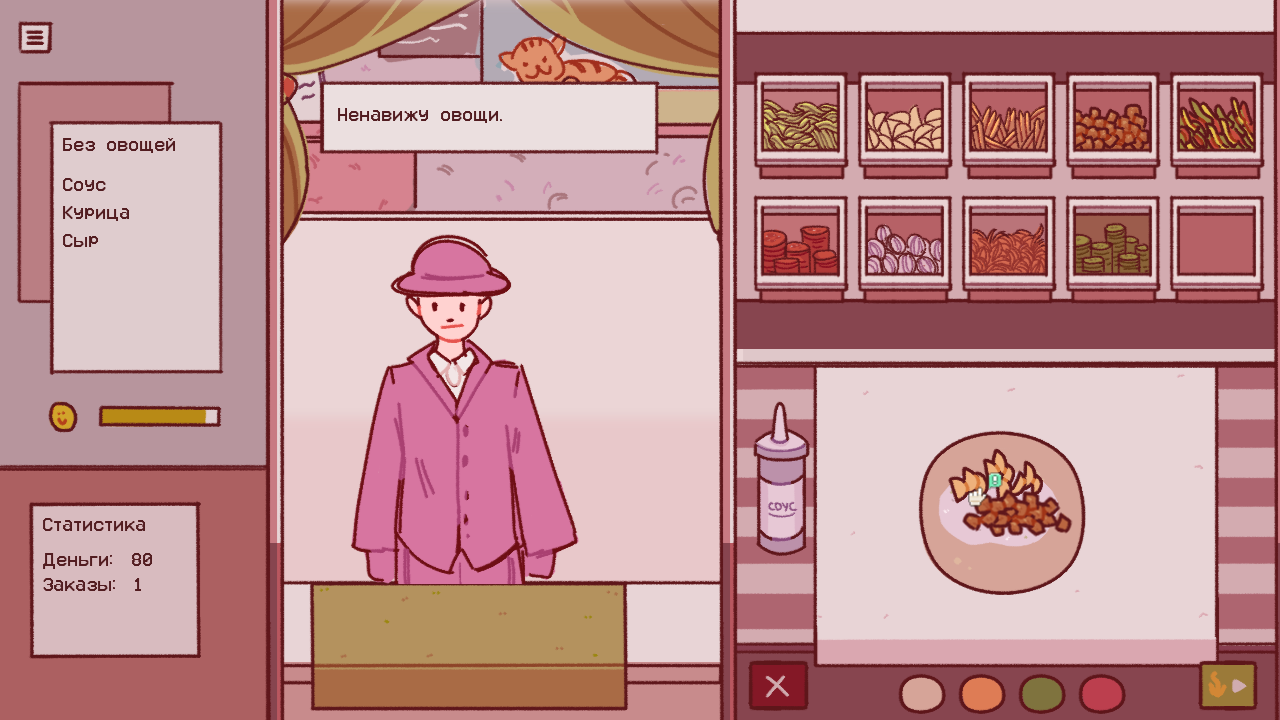 Без овощей
Соус
Курица
Сыр
Статистика
Деньги: 80
Заказы: 1
Ненавижу овощи.
соус